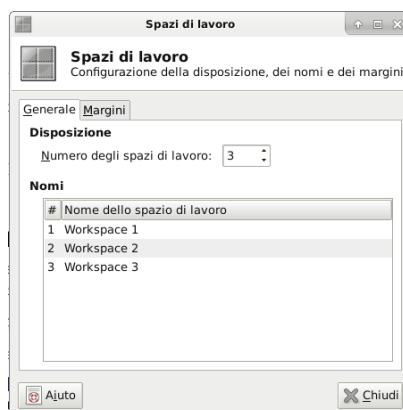 Spazi di lavoro
Spazi di lavoro
Configurazione della disposizione, dei nomi e dei margini
Generale Margini
Disposizione
Numero degli spazi di lavoro: 3
Nomi
# Nome dello spazio di lavoro
1 Workspace 1
2 Workspace 2
3 Workspace 3
Aiuto Chiudi